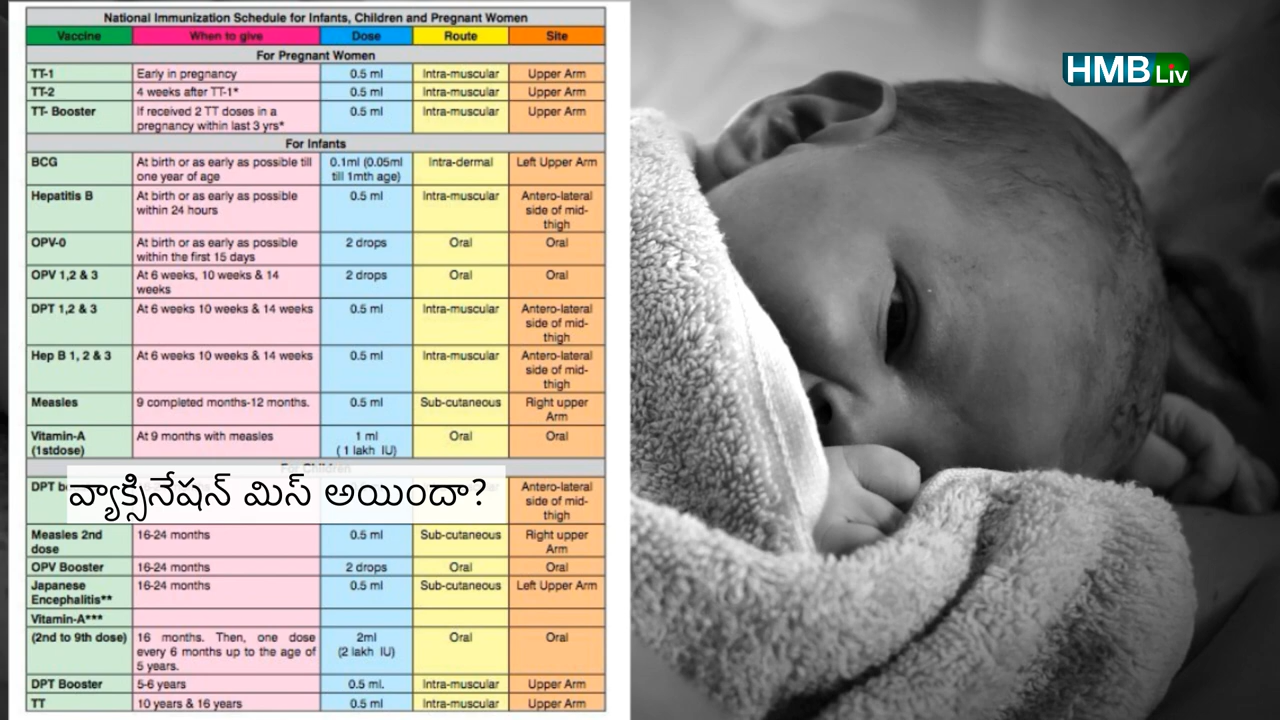 National Immunization Schedule for Infants, Children and Pregnant Women
Vaccine When to give Dose Route Site
For Pregnant Women
TT-1 Early in pregnancy 0.5 ml Intra-muscular Upper Arm
TT-2 4 weeks after TT-1* 0.5 ml Intra-muscular Upper Arm
TT- Booster If received 2 TT doses in a 0.5 ml Intra-muscular Upper Arm
pregnancy within last 3 yrs*
For Infants
BCG At birth or as early as possible till 0.1ml (0.05ml Intra-dermal Left Upper Arm
one year of age till 1mth age)
Hepatitis B At birth or as early as possible 0.5 ml Intra-muscular Antero-lateral
within 24 hours side of mid-
thigh
OPV-0 At birth or as early as possible 2 drops Oral Oral
within the first 15 days
OPV 1,2 & 3 At 6 weeks, 10 weeks & 14 2 drops Oral Oral
weeks
DPT 1,2 & 3 At 6 weeks 10 weeks & 14 weeks 0.5 ml Intra-muscular Antero-lateral
side of mid-
thigh
Hep B 1, 2 & 3 At 6 weeks 10 weeks & 14 weeks 0.5 ml Intra-muscular Antero-lateral
side of mid-
thigh
Measles 9 completed months-12 months. 0.5 ml Sub-cutaneous Right upper
Arm
Vitamin-A At 9 months with measles 1 ml Oral Oral
(1stdose) ( 1 lakh IU)
For Children
DPT Antero-lateral
side of mid-
thigh
వ్యాక్సినేషన్ మిస్ అయిందా?
Measles 2nd 16-24 months 0.5 ml Sub-cutaneous Right upper
dose Arm
OPV Booster 16-24 months 2 drops Oral Oral
Japanese 16-24 months 0.5 ml Sub-cutaneous Left Upper Arm
Encephalitis**
Vitamin-A***
(2nd to 9th dose) 16 months. Then, one dose 2ml Oral Oral
every 6 months up to the age of (2 lakh IU)
5 years.
DPT Booster 5-6 years 0.5 ml. Intra-muscular Upper Arm
TT 10 years & 16 years 0.5 ml Intra-muscular Upper Arm
HMB Liv